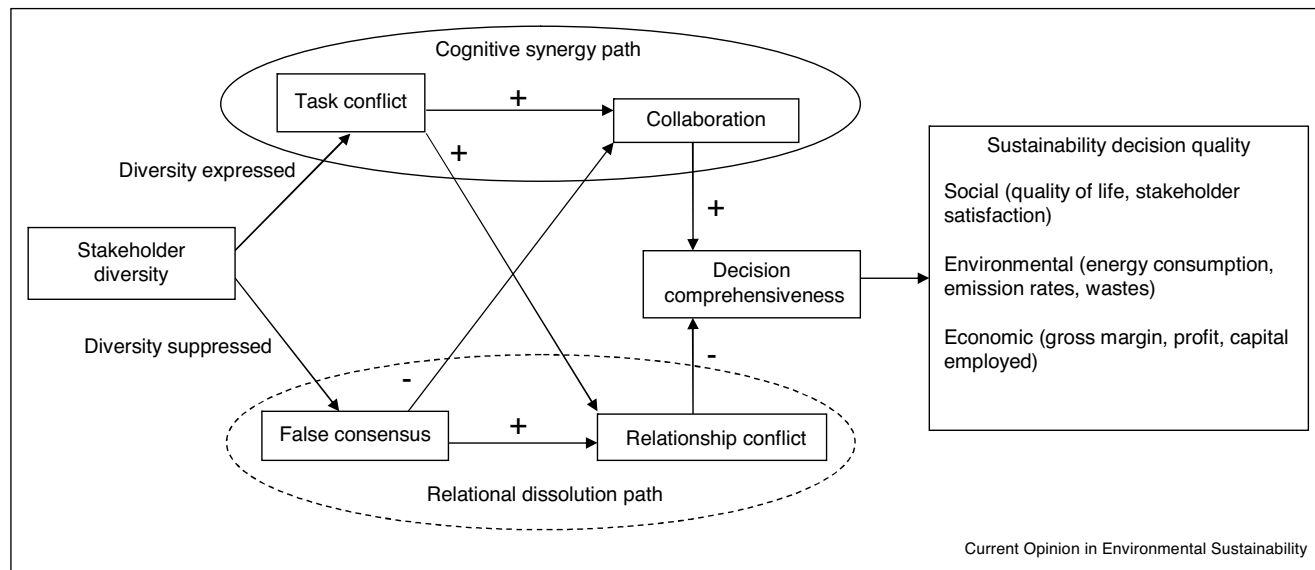 Cognitive synergy path
Task conflict
+
Collaboration
+
Diversity expressed
Stakeholder
diversity
Diversity suppressed
+
Decision
comprehensiveness
-
-
False consensus
+
Relationship conflict
Relational dissolution path
Sustainability decision quality
Social (quality of life, stakeholder
satisfaction)
Environmental (energy consumption,
emission rates, wastes)
Economic (gross margin, profit, capital
employed)
Current Opinion in Environmental Sustainability